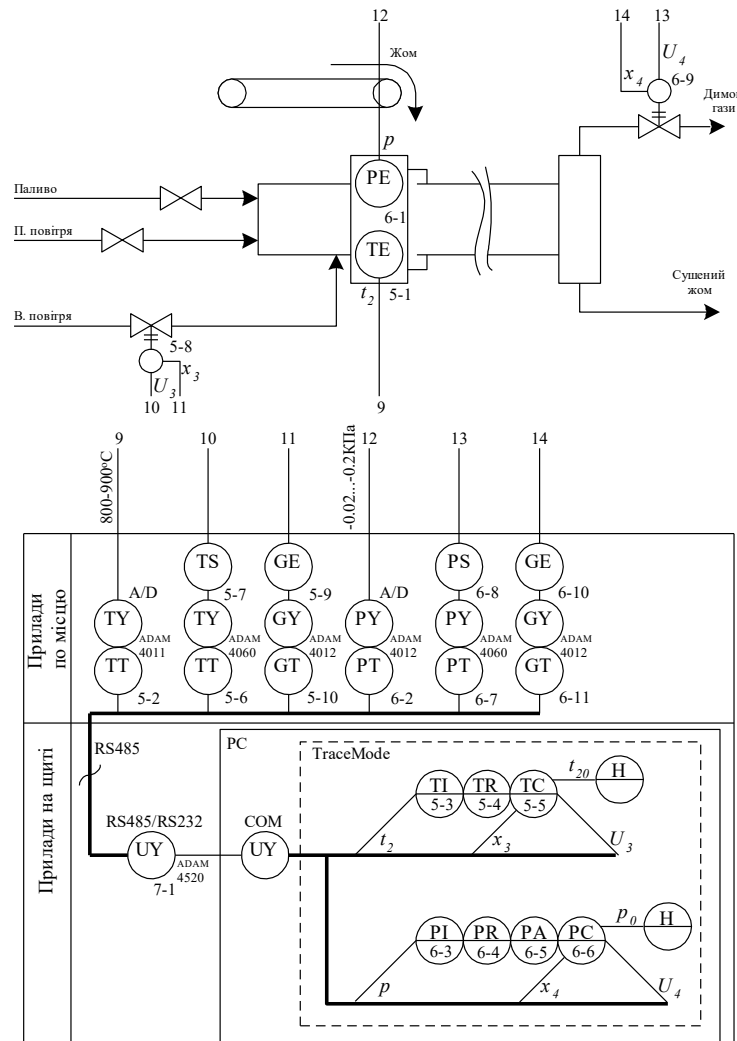 12
14
13
Жом
x₄
U₄
6-9
Димові
гази
p
PE
6-1
Паливо
П. повітря
TE
t₂
5-1
Сушений
жом
В. повітря
5-8
U₃
x₃
10
11
9
9
10
11
12
13
14
800-900°C
-0.02...-0.2КПа
Прилади
по місцю
TS
5-7
GE
5-9
PS
6-8
GE
6-10
A/D
TY
ADAM
4011
TT
5-2
TY
ADAM
4060
TT
5-6
GY
ADAM
4012
GT
5-10
A/D
PY
ADAM
4012
PT
6-2
PY
ADAM
4060
PT
6-7
GY
ADAM
4012
GT
6-11
Прилади на щиті
RS485
PC
TraceMode
TI
5-3
TR
5-4
TC
5-5
t₂₀
H
RS485/RS232
UY
ADAM
4520
7-1
COM
UY
t₂
x₃
U₃
PI
6-3
PR
6-4
PA
6-5
PC
6-6
p₀
H
p
x₄
U₄